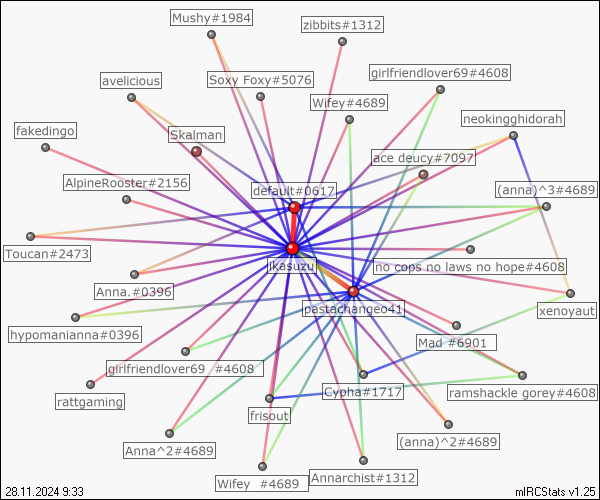 Mushy#1984
zibbits#1312
girlfriendlover69#4608
avelicious
Soxy Foxy#5076
Wifey#4689
neokingghidorah
fakedingo
Skalman
ace deucy#7097
AlpineRooster#2156
default#0617
(anna)^3#4689
Toucan#2473
jkasuzuj
no cops no laws no hope#4608
Anna.#0396
pastachangeo41
xenoyaut
hypomanianna#0396
Mad #6901
girlfriendlover69 #4608
rattgaming
Cypha#1717
ramshackle gorey#4608
frisout
Anna^2#4689
(anna)^2#4689
Wifey #4689
Annarchist#1312
28.11.2024 9:33
mIRCStats v1.25